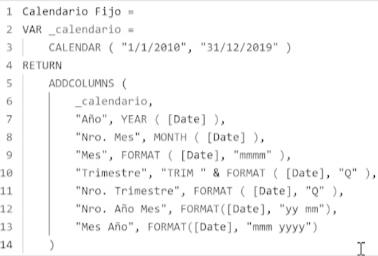 1 Calendario Fijo =
2 VAR _calendario =
3 CALENDAR ( "1/1/2010", "31/12/2019" )
4 RETURN
5 ADDCOLUMNS (
6 _calendario,
7 "Año", YEAR ( [Date] ),
8 "Nro. Mes", MONTH ( [Date] ),
9 "Mes", FORMAT ( [Date], "mmmm" ),
10 "Trimestre", "TRIM " & FORMAT ( [Date], "Q" ),
11 "Nro. Trimestre", FORMAT ( [Date], "Q" ),
12 "Nro. Año Mes", FORMAT([Date], "yy mm"),
13 "Mes Año", FORMAT([Date], "mmm yyyy")
14 )